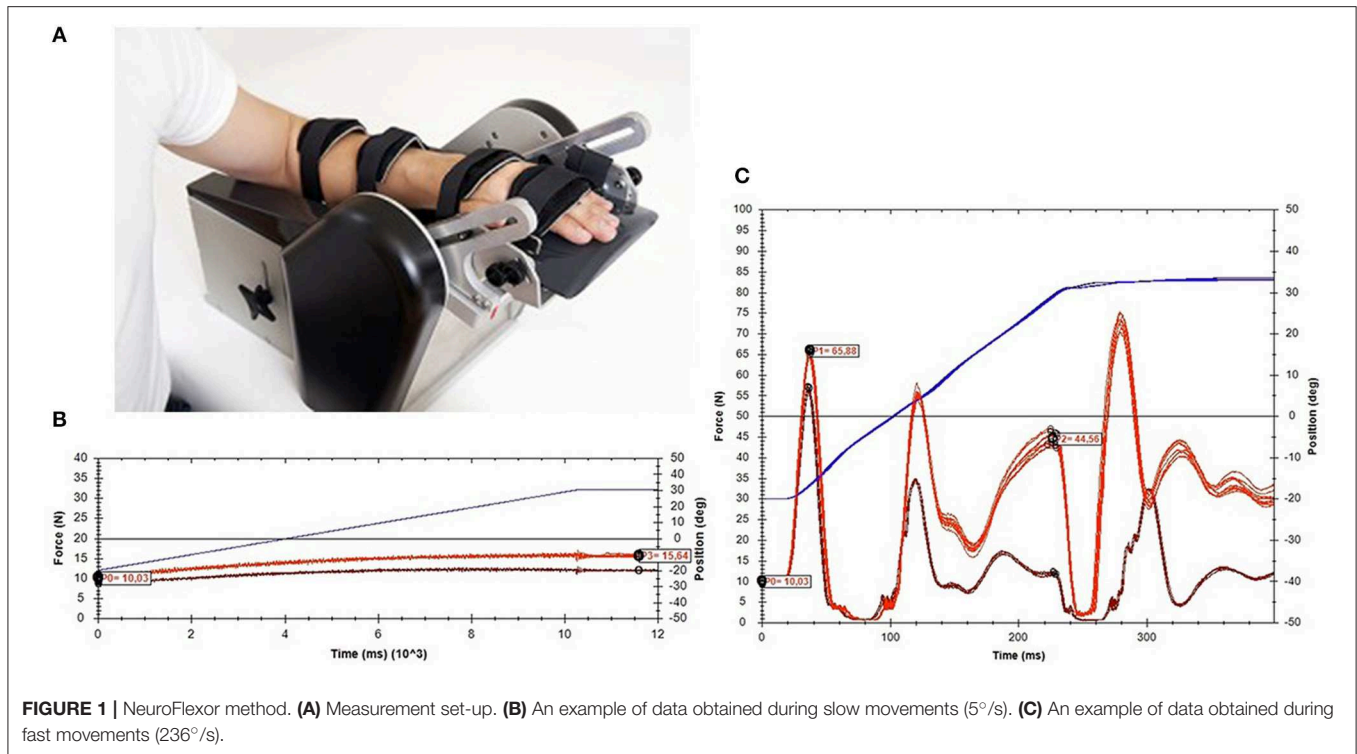 A
B
40
35
30
25
20
15
10
5
0
Force (N)
50
40
30
20
10
0
-10
-20
-30
-40
-50
Position (deg)
P0= 10,03
P3= 15,64
0 2 4 6 8 10 12
Time (ms) (10^3)
C
100
95
90
85
80
75
70
65
60
55
50
45
40
35
30
25
20
15
10
5
0
Force (N)
50
40
30
20
10
0
-10
-20
-30
-40
-50
Position (deg)
P1= 65,88
P2= 44,56
P0= 10,03
0 100 200 300
Time (ms)
FIGURE 1 | NeuroFlexor method. (A) Measurement set-up. (B) An example of data obtained during slow movements (5°/s). (C) An example of data obtained during
fast movements (236°/s).